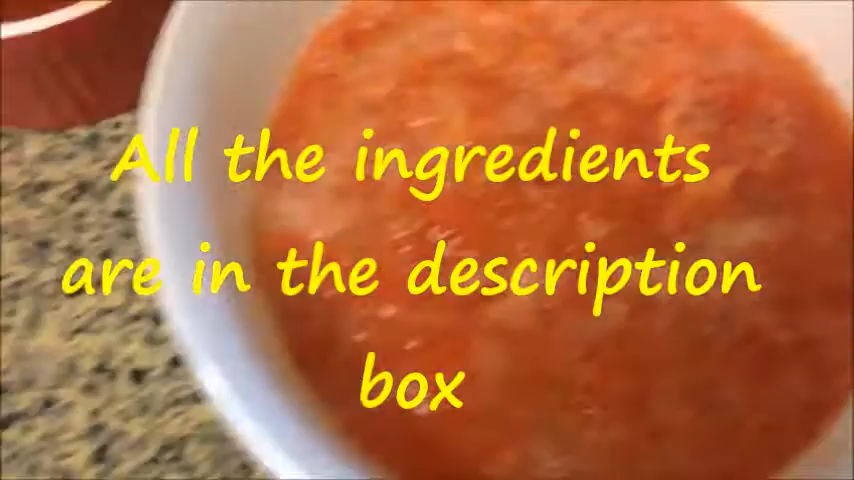 All the ingredients
are in the description
box